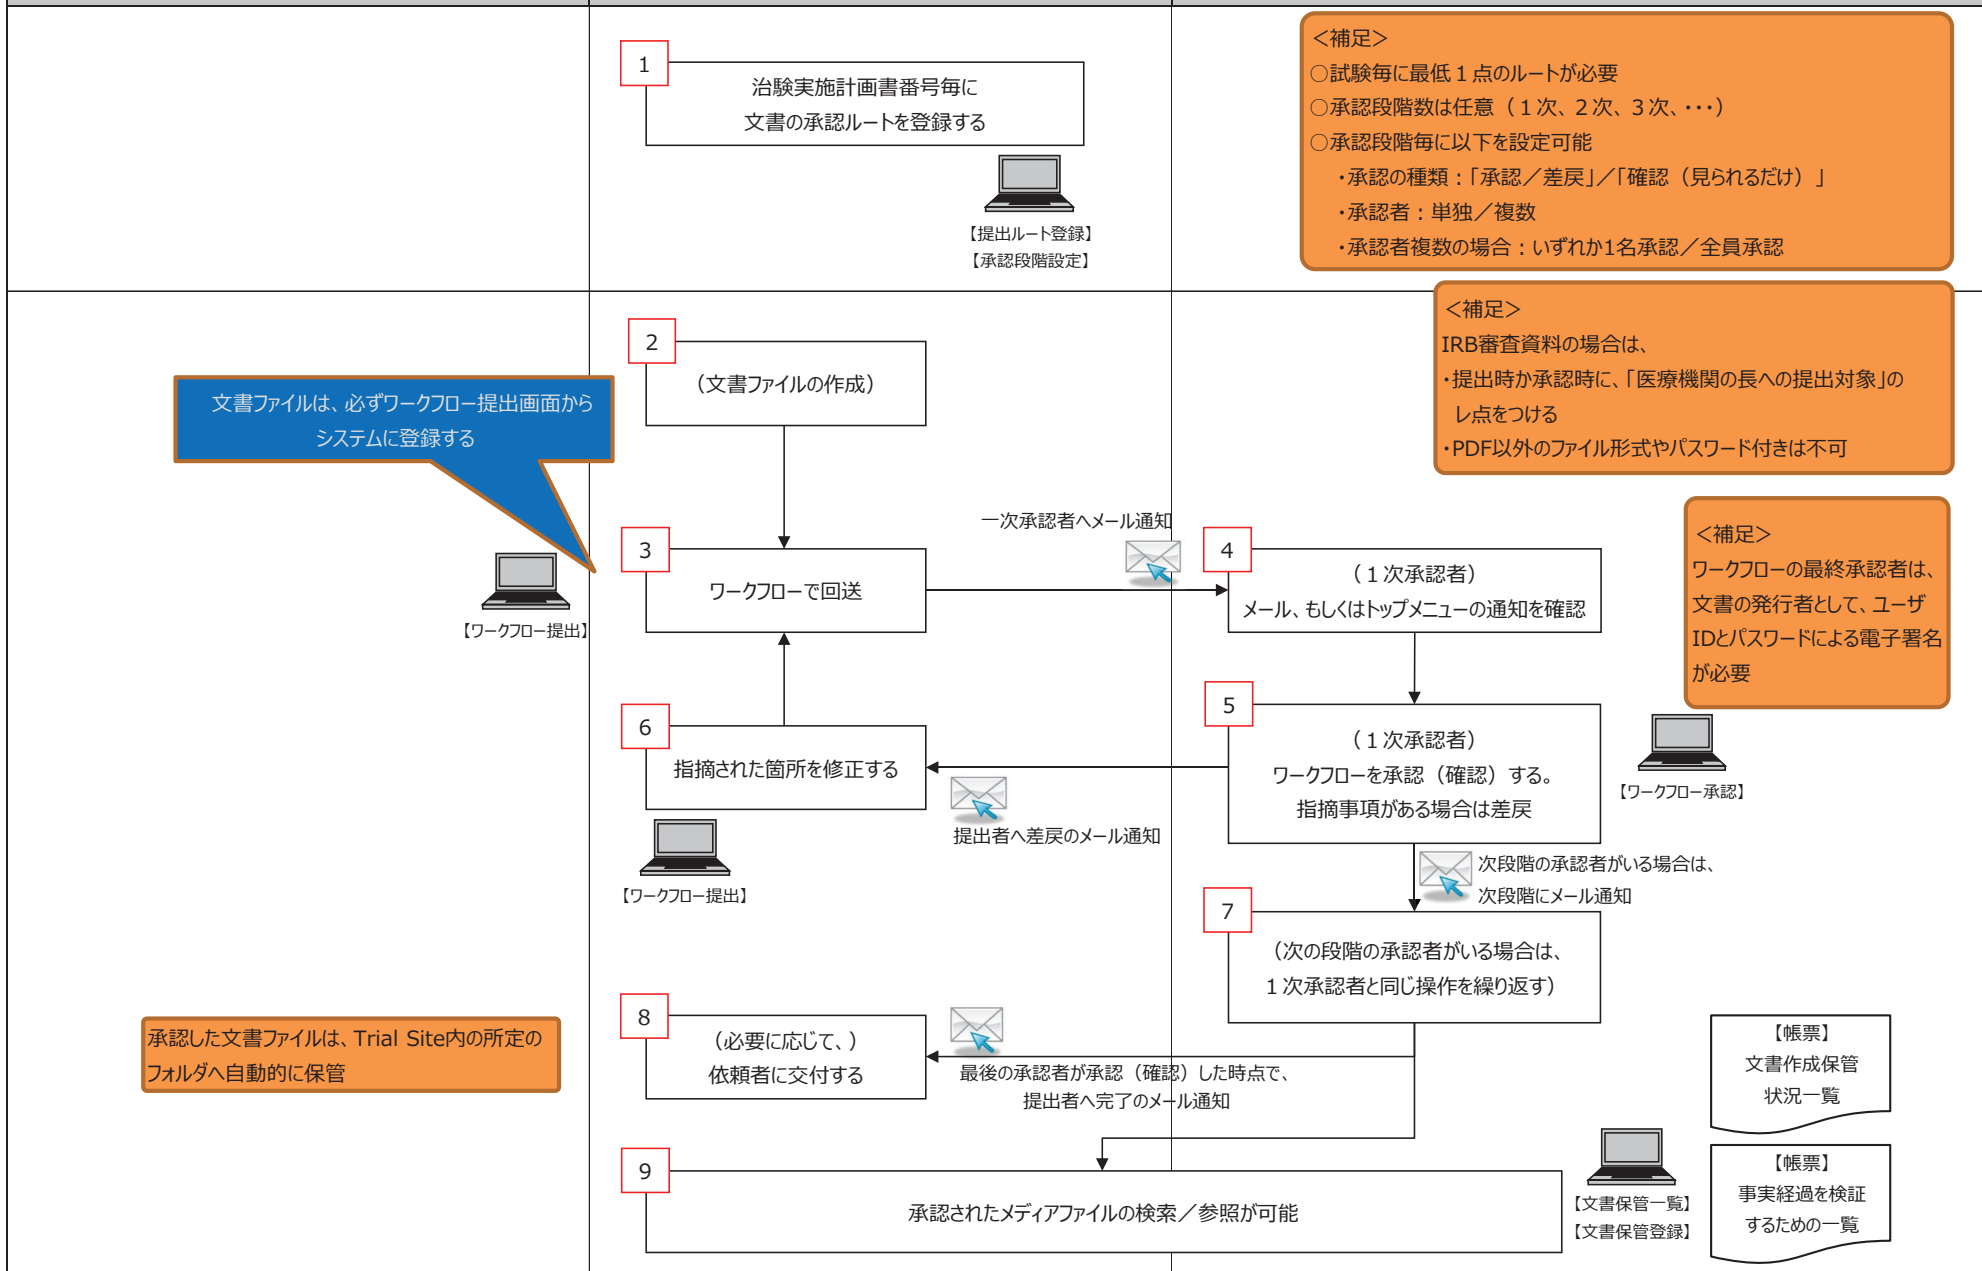 1
治験実施計画書番号毎に
文書の承認ルートを登録する
【提出ルート登録】
【承認段階設定】
＜補足＞
○試験毎に最低１点のルートが必要
○承認段階数は任意（１次、２次、３次、・・・）
○承認段階毎に以下を設定可能
・承認の種類：「承認／差戻」／「確認（見られるだけ）」
・承認者：単独／複数
・承認者複数の場合：いずれか1名承認／全員承認
＜補足＞
IRB審査資料の場合は、
・提出時か承認時に、「医療機関の長への提出対象」の
レ点をつける
・PDF以外のファイル形式やパスワード付きは不可
2
（文書ファイルの作成）
文書ファイルは、必ずワークフロー提出画面から
システムに登録する
3
ワークフローで回送
【ワークフロー提出】
一次承認者へメール通知
4
（１次承認者）
メール、もしくはトップメニューの通知を確認
＜補足＞
ワークフローの最終承認者は、
文書の発行者として、ユーザ
IDとパスワードによる電子署名
が必要
5
（１次承認者）
ワークフローを承認（確認）する。
指摘事項がある場合は差戻
【ワークフロー承認】
6
指摘された箇所を修正する
提出者へ差戻のメール通知
【ワークフロー提出】
次段階の承認者がいる場合は、
次段階にメール通知
7
（次の段階の承認者がいる場合は、
１次承認者と同じ操作を繰り返す）
8
（必要に応じて、）
依頼者に交付する
承認した文書ファイルは、Trial Site内の所定の
フォルダへ自動的に保管
最後の承認者が承認（確認）した時点で、
提出者へ完了のメール通知
【帳票】
文書作成保管
状況一覧
9
承認されたメディアファイルの検索／参照が可能
【文書保管一覧】
【文書保管登録】
【帳票】
事実経過を検証
するための一覧